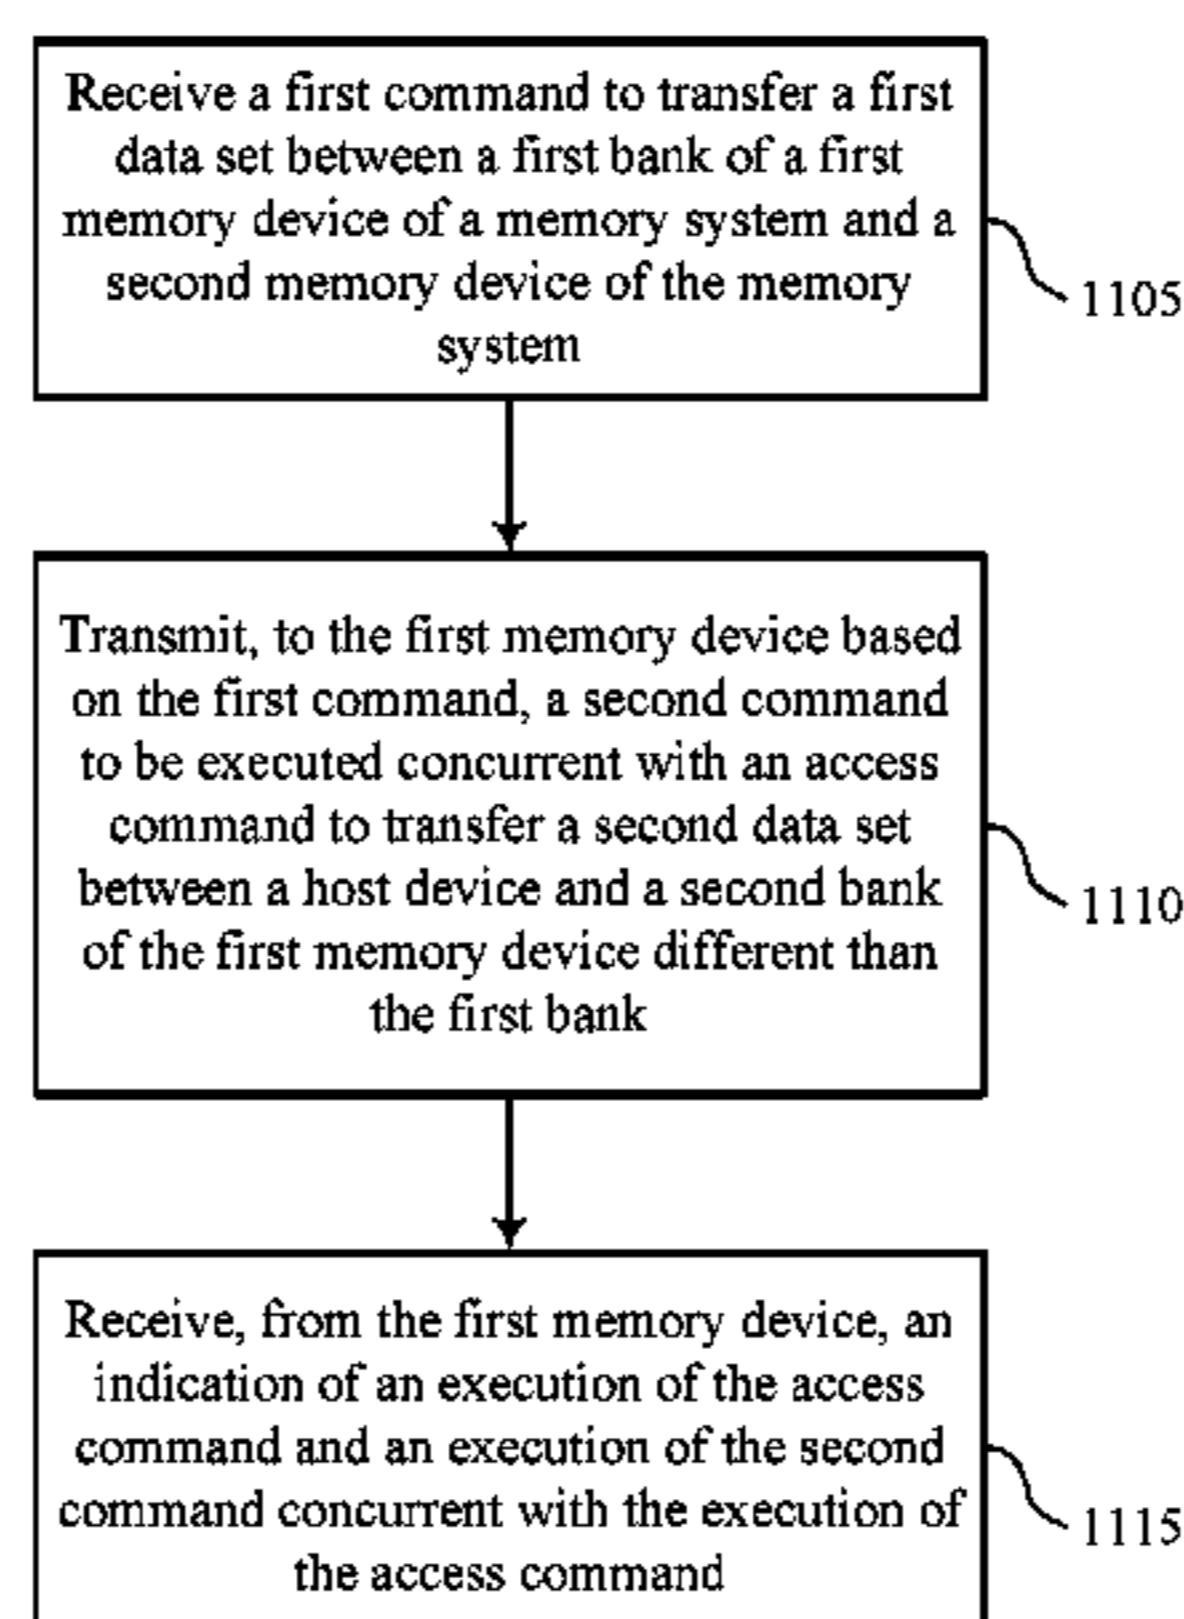 Receive a first command to transfer a first
data set between a first bank of a first
memory device of a memory system and a
second memory device of the memory
system
1105
Transmit, to the first memory device based
on the first command, a second command
to be executed concurrent with an access
command to transfer a second data set
between a host device and a second bank
of the first memory device different than
the first bank
1110
Receive, from the first memory device, an
indication of an execution of the access
command and an execution of the second
command concurrent with the execution of
the access command
1115